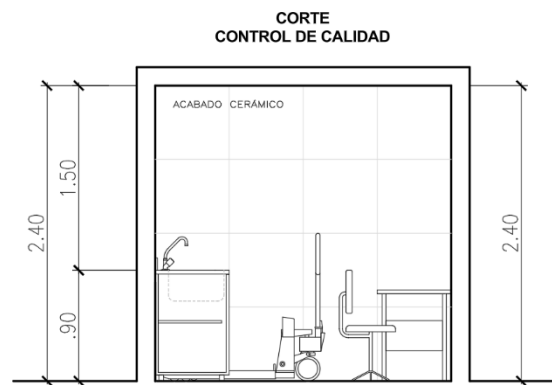 CORTE
CONTROL DE CALIDAD
ACABADO CERÁMICO
2.40
1.50
.90
2.40